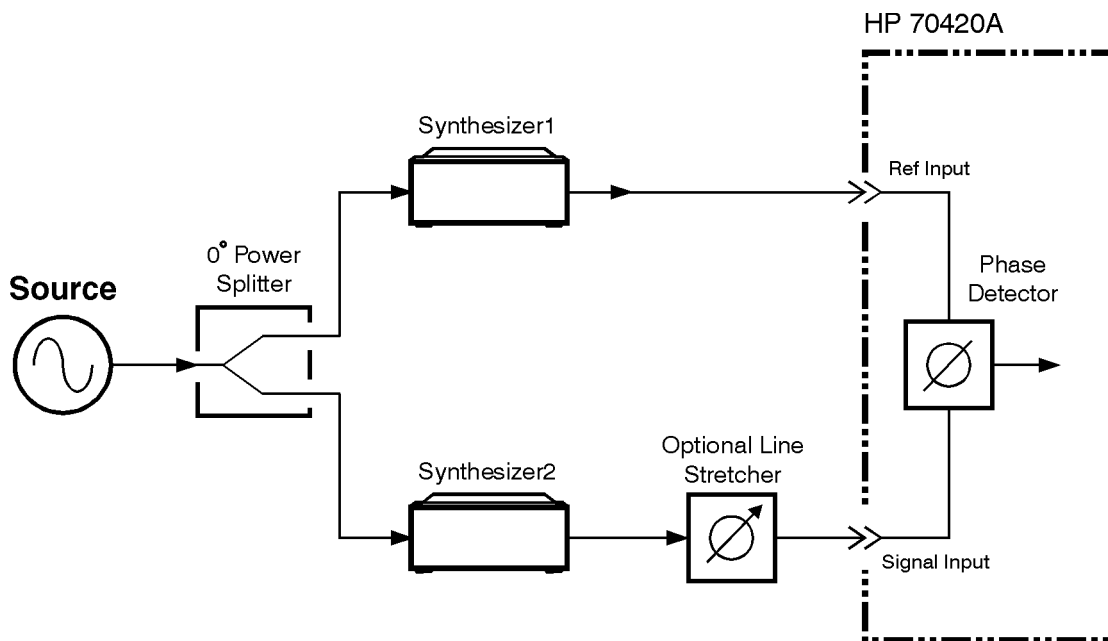 HP 70420A
Synthesizer1
Ref Input
0° Power
Splitter
Source
Phase
Detector
Optional Line
Stretcher
Synthesizer2
Signal Input